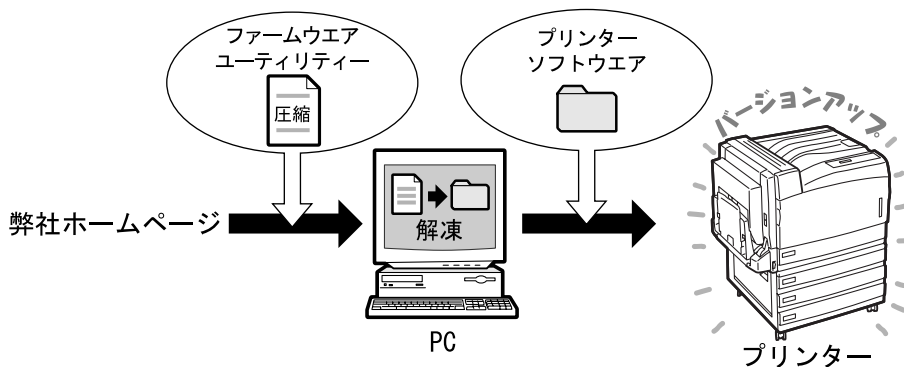 ファームウエア
ユーティリティー
圧縮
プリンター
ソフトウエア
バージョンアップ
弊社ホームページ
解凍
PC
プリンター